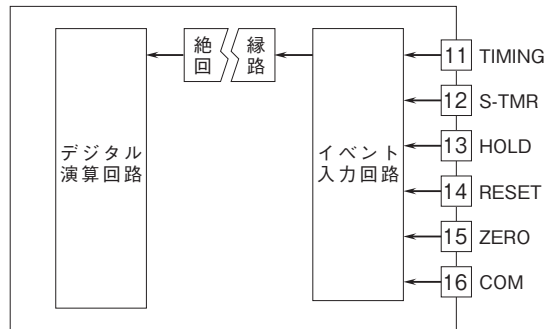 絶縁
回路
デジタル
演算回路
イベント
入力回路
11 TIMING
12 S-TMR
13 HOLD
14 RESET
15 ZERO
16 COM